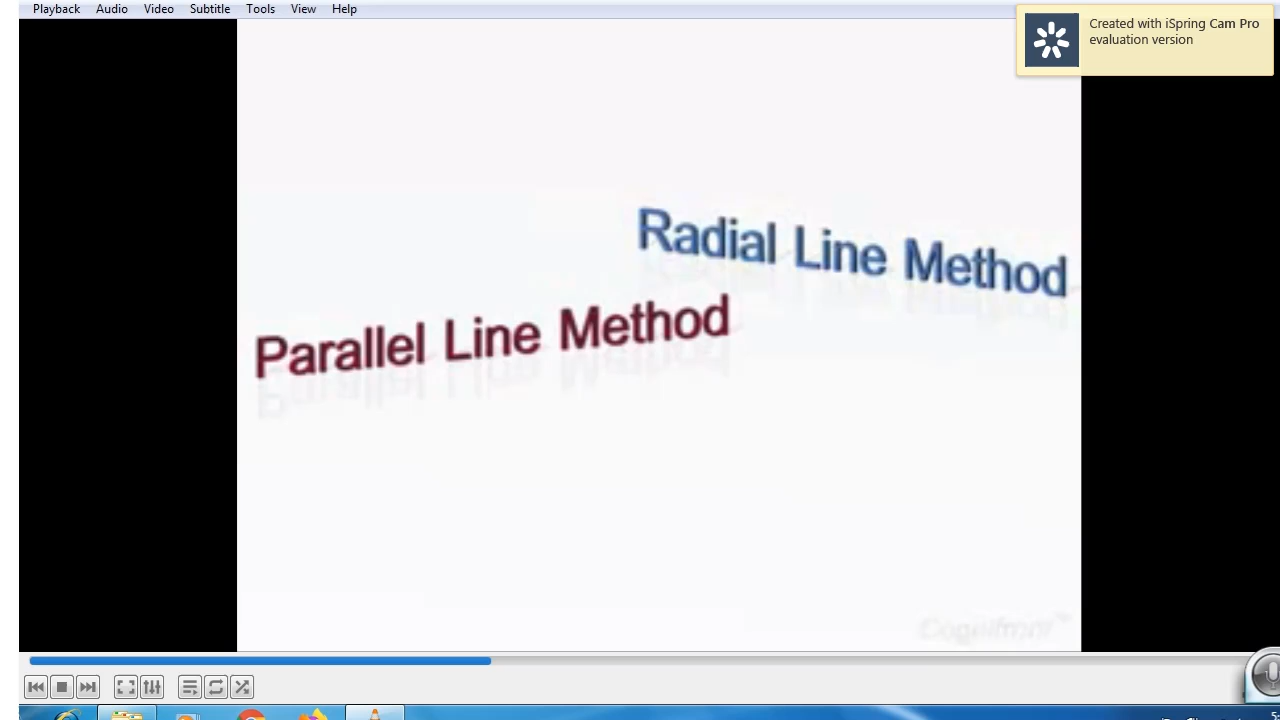 Playback Audio Video Subtitle Tools View Help
Created with iSpring Cam Pro
evaluation version
Radial Line Method
Parallel Line Method